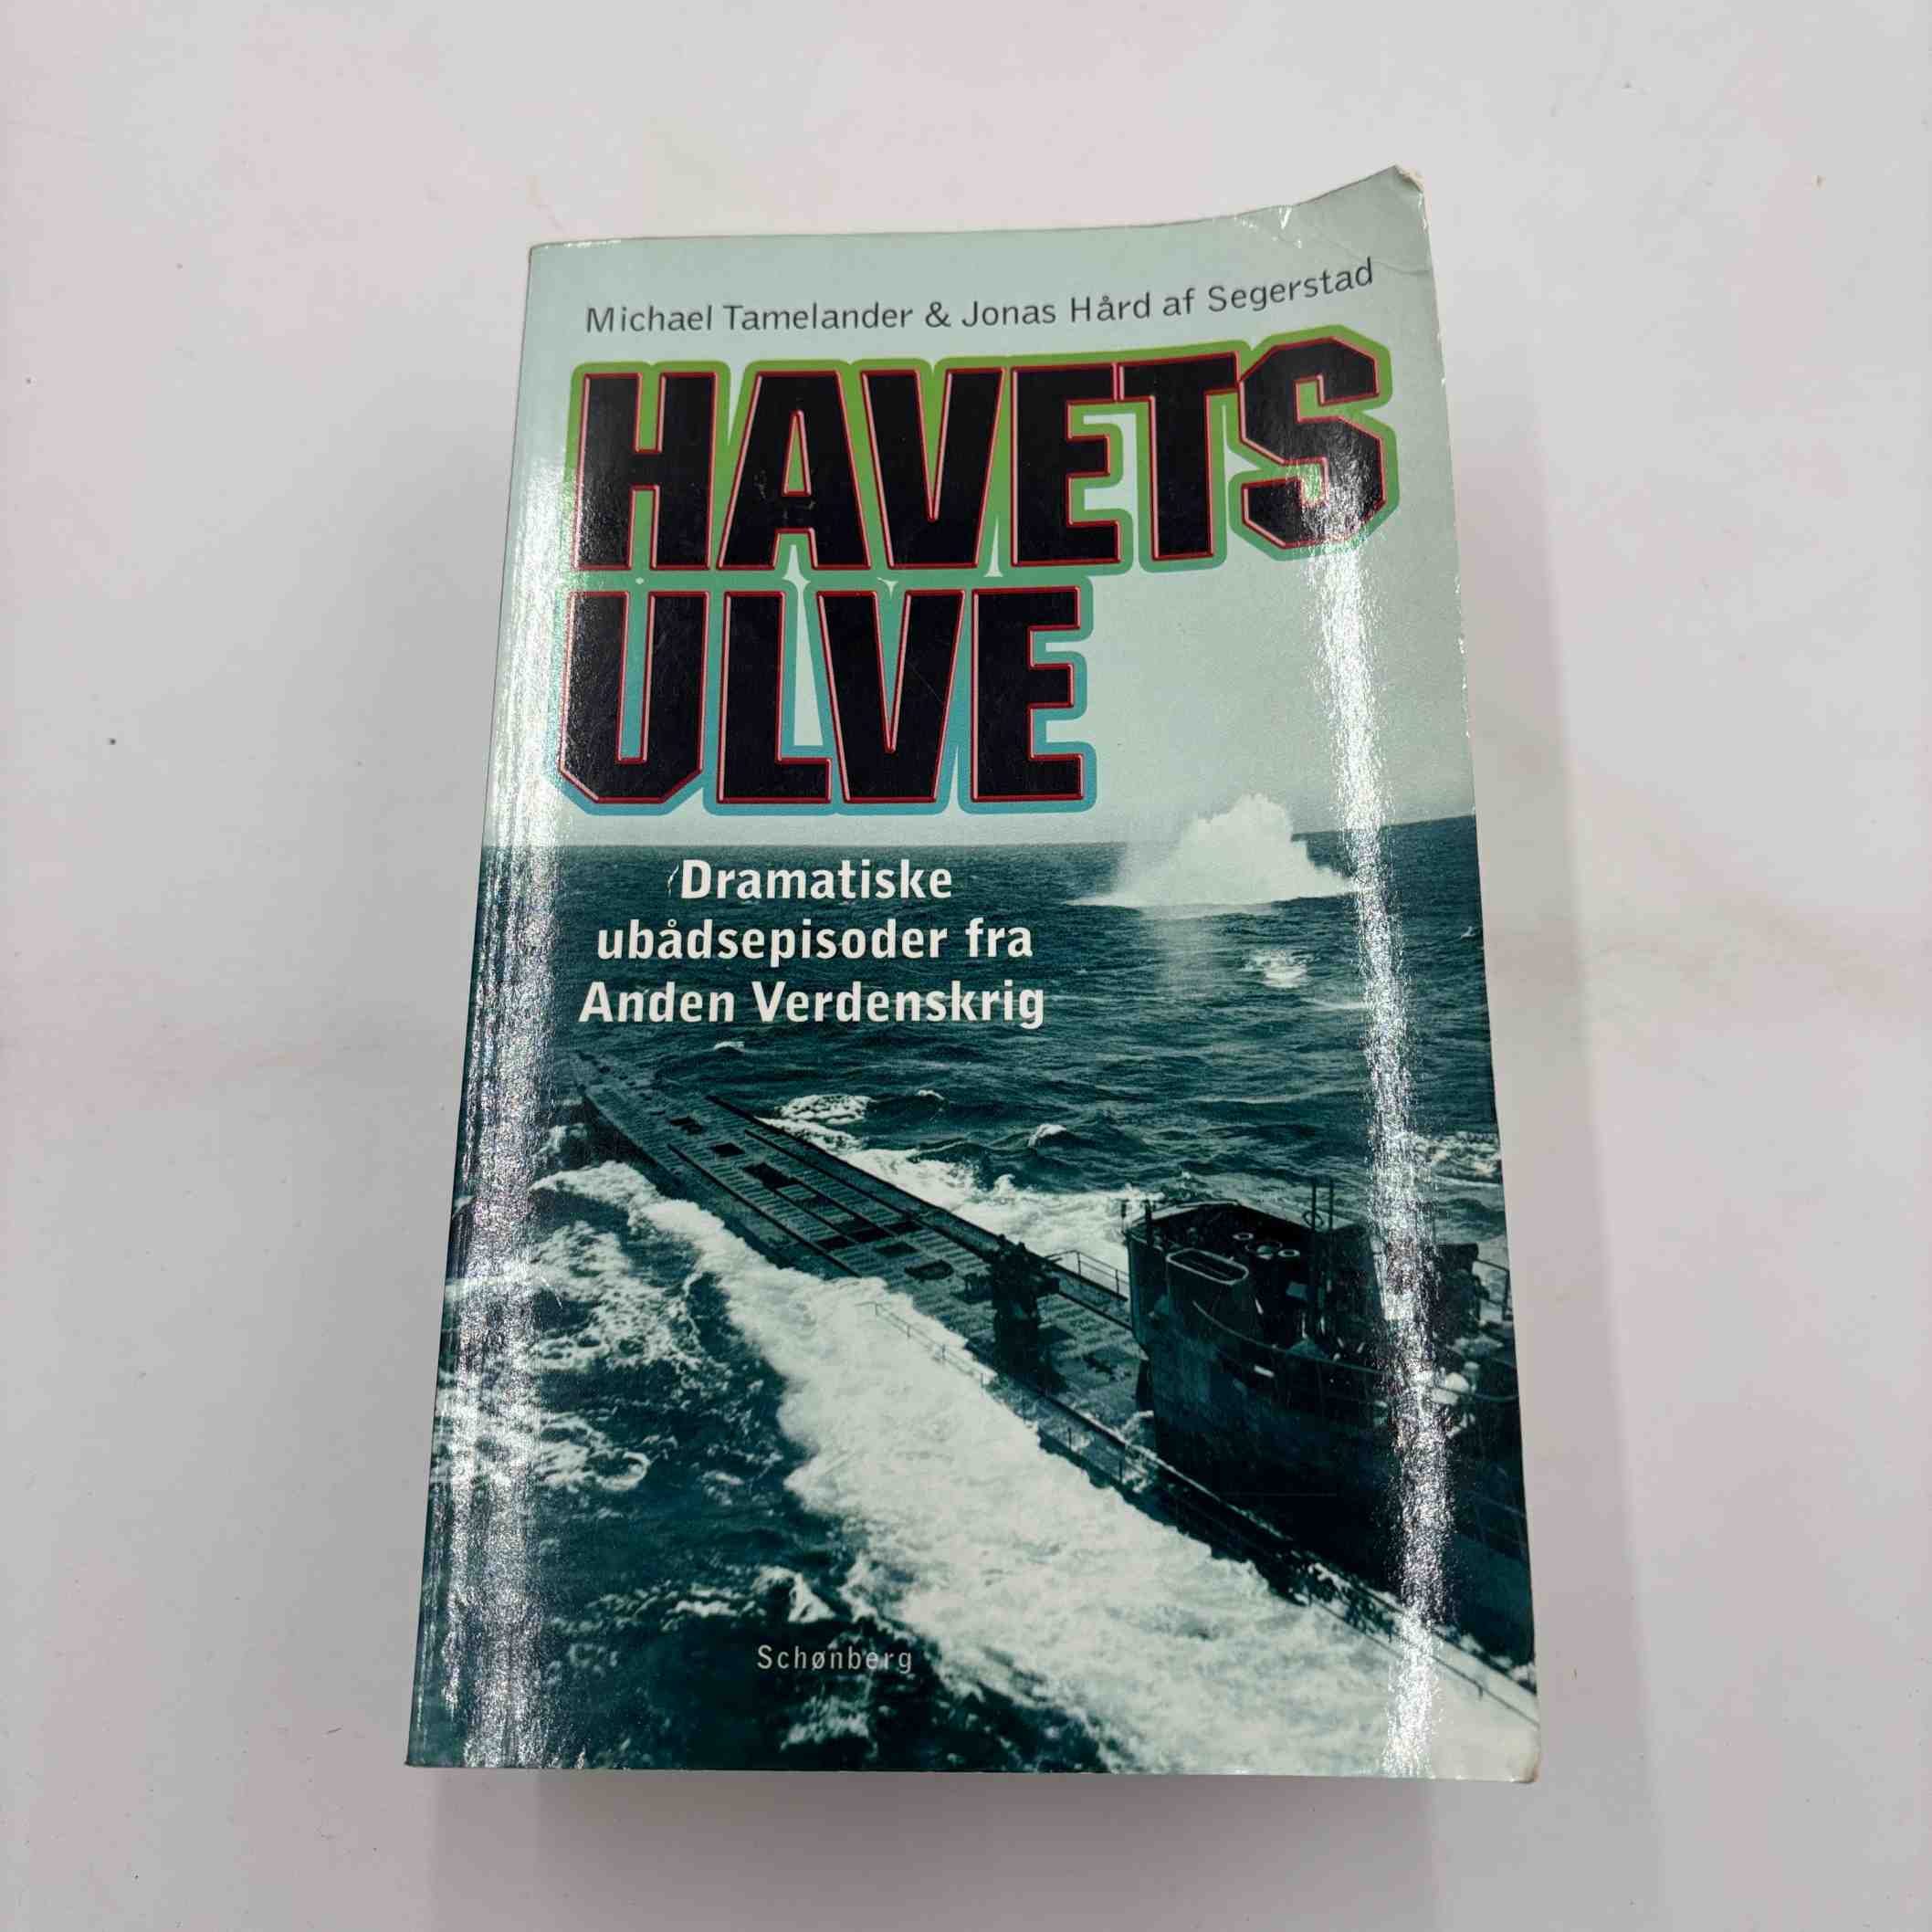 Michael Tamelander & Jonas Hård af Segerstad
HAVETS
ULVE
Dramatiske
ubådsepisoder fra
Anden Verdenskrig
Schønberg